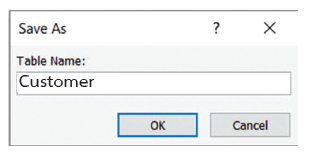 Save As ? ×
Table Name:
Customer
OK Cancel